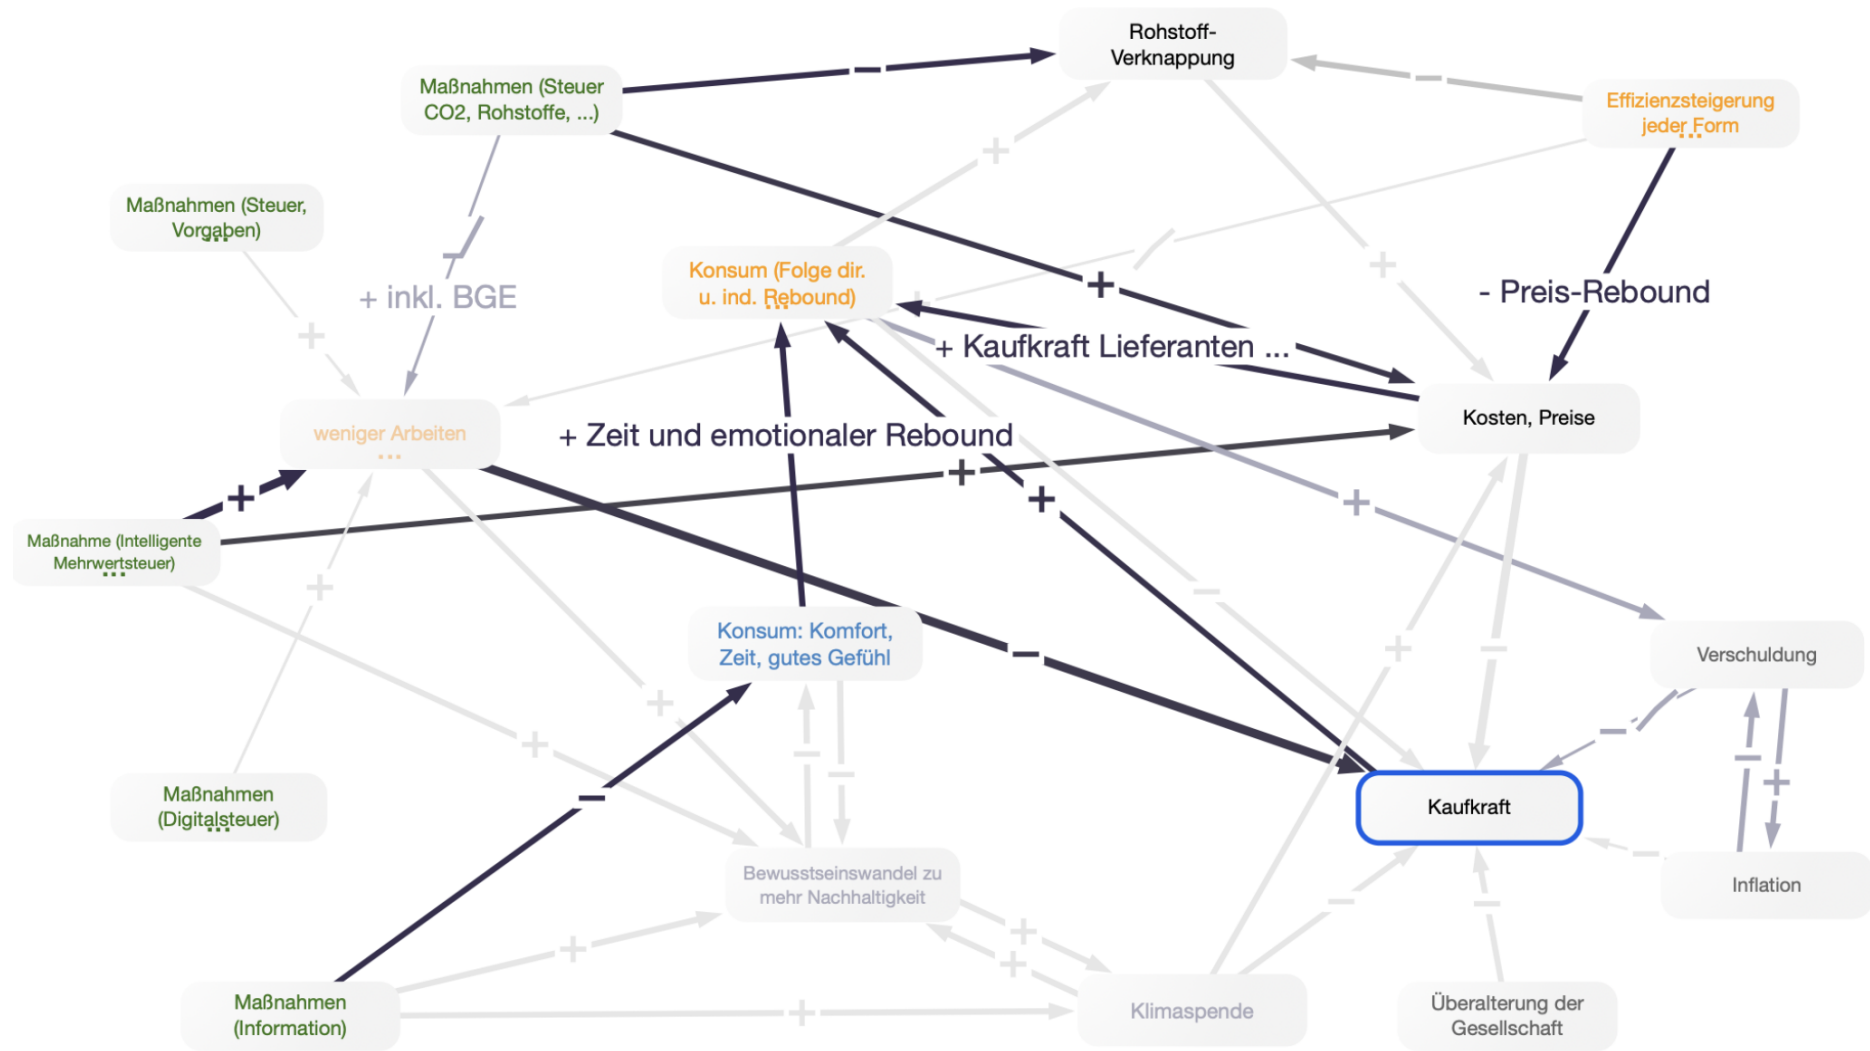 Rohstoff-
Verknappung
Maßnahmen (Steuer
CO2, Rohstoffe, ...)
Effizienzsteigerung
jeder Form
...
Maßnahmen (Steuer,
Vorgaben)
...
+ inkl. BGE
Konsum (Folge dir.
u. ind. Rebound)
...
- Preis-Rebound
+ Kaufkraft Lieferanten ...
Kosten, Preise
weniger Arbeiten
...
+ Zeit und emotionaler Rebound
Maßnahme (Intelligente
Mehrwertsteuer)
...
Konsum: Komfort,
Zeit, gutes Gefühl
Verschuldung
Maßnahmen
(Digitalsteuer)
...
Kaufkraft
Bewusstseinswandel zu
mehr Nachhaltigkeit
Inflation
Maßnahmen
(Information)
Klimaspende
Überalterung der
Gesellschaft